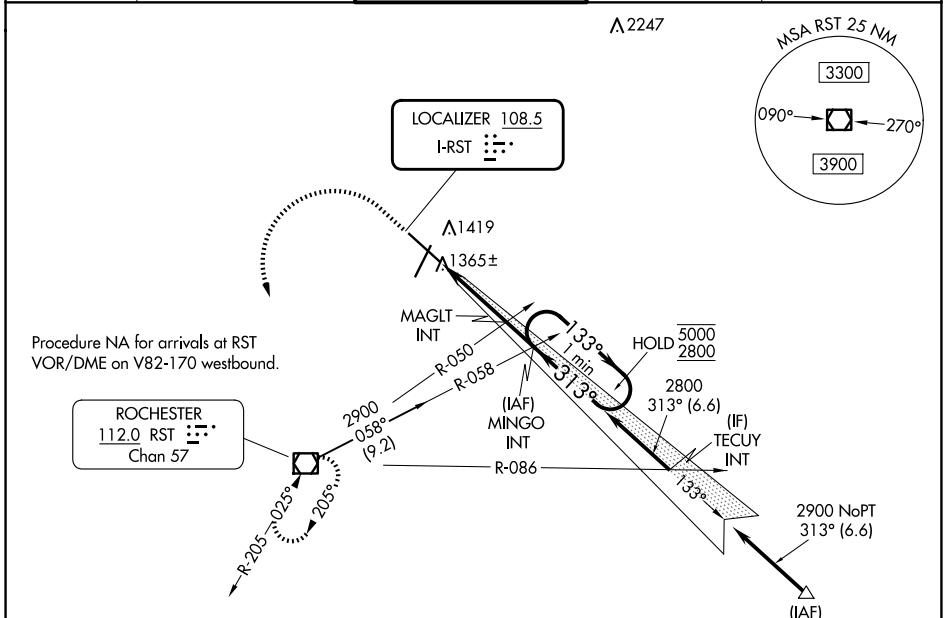 2247
MSA RST 25 NM
3300
090°
270°
3900
LOCALIZER 108.5
I-RST
1419
1365±
MAGLT
INT
Procedure NA for arrivals at RST
VOR/DME on V82-170 westbound.
R-050
R-058
133°
1 min
313°
HOLD
5000
2800
2800
313° (6.6)
(IAF)
MINGO
INT
(IF)
TECUY
INT
ROCHESTER
112.0 RST
Chan 57
2900
058°
(9.2)
R-086
133°
R-205
025°
205°
2900 NoPT
313° (6.6)
(IAF)